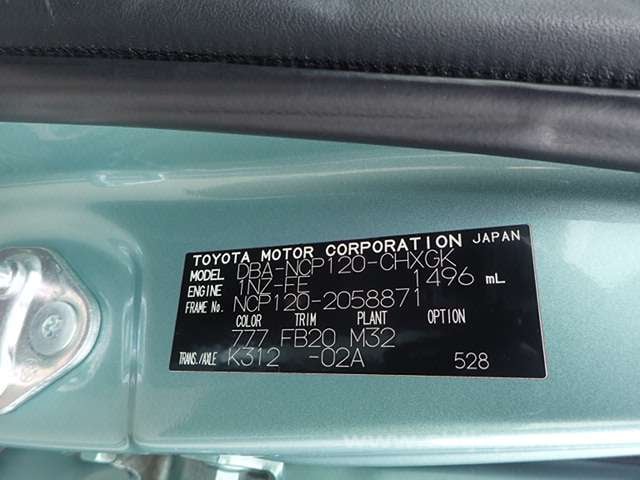 TOYOTA MOTOR CORPORATION JAPAN
MODEL DBA-NCP120-CHXGK
ENGINE 1NZ-FE 1496 mL
FRAME No. NCP120-2058871
COLOR TRIM PLANT OPTION
777 FB20 M32
TRANS./AXLE K312 -02A 528